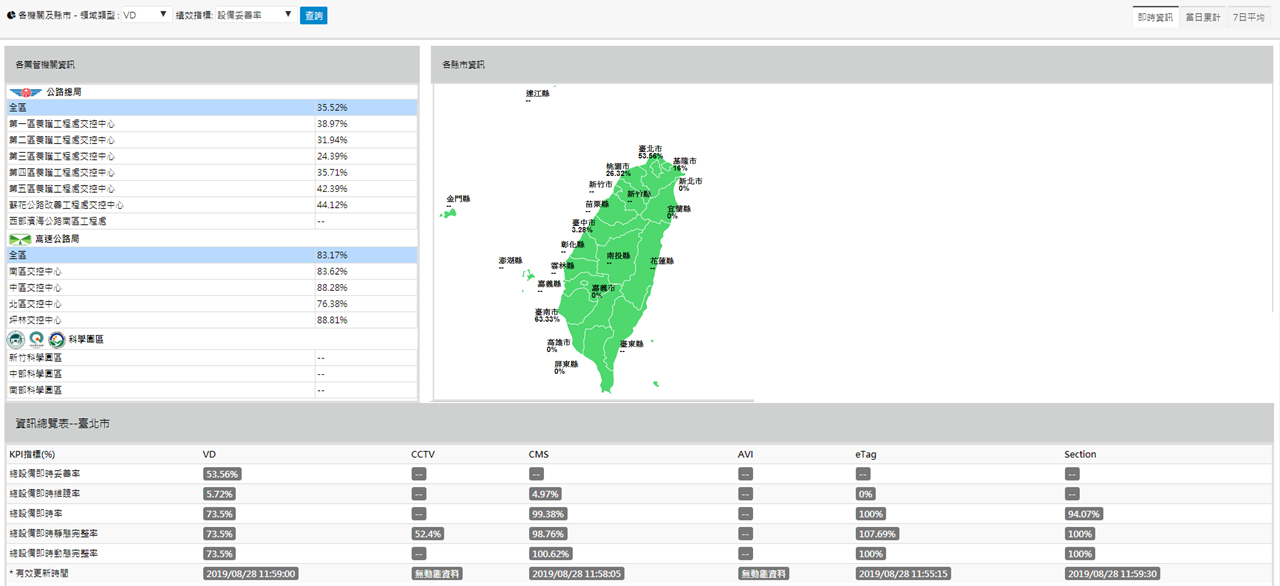 各機關及縣市 - 領域類型 : VD ▼ 績效指標: 設備妥善率 ▼ 查詢
即時資訊 當日累計 7日平均
各業管機關資訊
公路總局
全區 35.52%
第一區養護工程處交控中心 38.97%
第二區養護工程處交控中心 31.94%
第三區養護工程處交控中心 24.39%
第四區養護工程處交控中心 35.71%
第五區養護工程處交控中心 42.39%
蘇花公路改善工程處交控中心 44.12%
西部濱海公路南區工程處 --
高速公路局
全區 83.17%
南區交控中心 83.62%
中區交控中心 88.28%
北區交控中心 76.38%
坪林交控中心 88.81%
科學園區
新竹科學園區 --
中部科學園區 --
南部科學園區 --
各縣市資訊
連江縣
--
臺北市
53.56%
基隆市
16%
桃園市
26.32%
新北市
0%
新竹市
--
新竹縣
--
金門縣
--
苗栗縣
--
宜蘭縣
0%
臺中市
3.28%
彰化縣
--
南投縣
--
花蓮縣
--
澎湖縣
--
雲林縣
--
嘉義縣
--
嘉義市
0%
臺南市
63.33%
高雄市
0%
臺東縣
--
屏東縣
0%
資訊總覽表--臺北市
KPI指標(%) VD CCTV CMS AVI eTag Section
總設備即時妥善率 53.56% -- -- -- -- --
總設備即時維護率 5.72% -- 4.97% -- 0% --
總設備即時率 73.5% -- 99.38% -- 100% 94.07%
總設備即時靜態完整率 73.5% 52.4% 98.76% -- 107.69% 100%
總設備即時動態完整率 73.5% -- 100.62% -- 100% 100%
* 有效更新時間 2019/08/28 11:59:00 無動態資料 2019/08/28 11:58:05 無動態資料 2019/08/28 11:55:15 2019/08/28 11:59:30